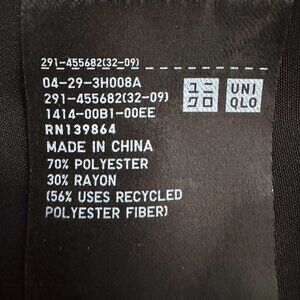 291-455682(32-09)
04-29-3H008A
291-455682(32-09)
1414-00B1-00EE
RN139864
MADE IN CHINA
70% POLYESTER
30% RAYON
(56% USES RECYCLED
POLYESTER FIBER)
ユニ
クロ
UNI
QLO